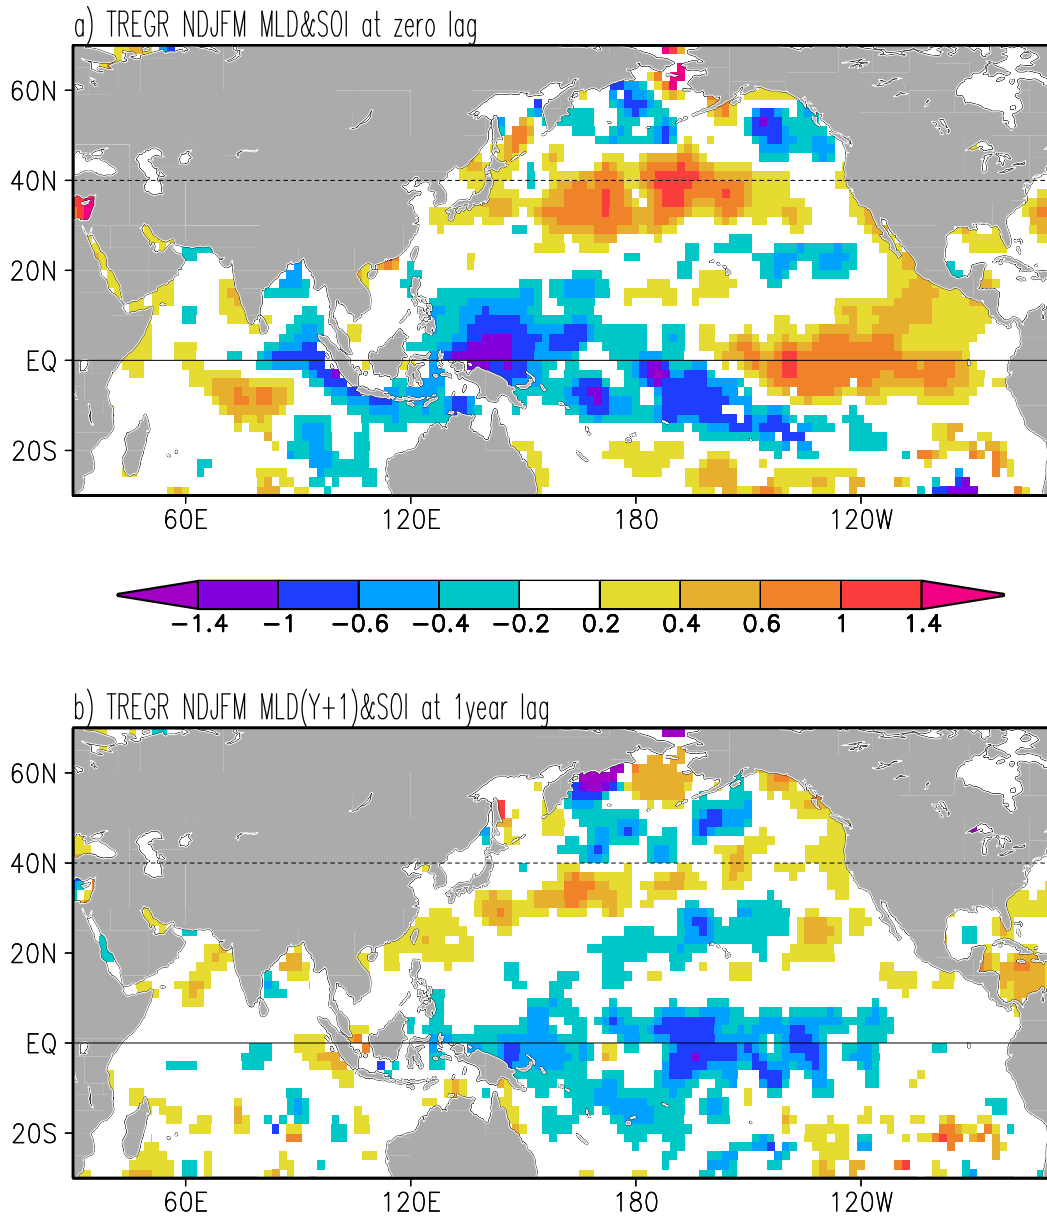 a) TREGR NDJFM MLD&SOI at zero lag
60N
40N
20N
EQ
20S
60E 120E 180 120W
−1.4 −1 −0.6 −0.4 −0.2 0.2 0.4 0.6 1 1.4
b) TREGR NDJFM MLD(Y+1)&SOI at 1year lag
60N
40N
20N
EQ
20S
60E 120E 180 120W